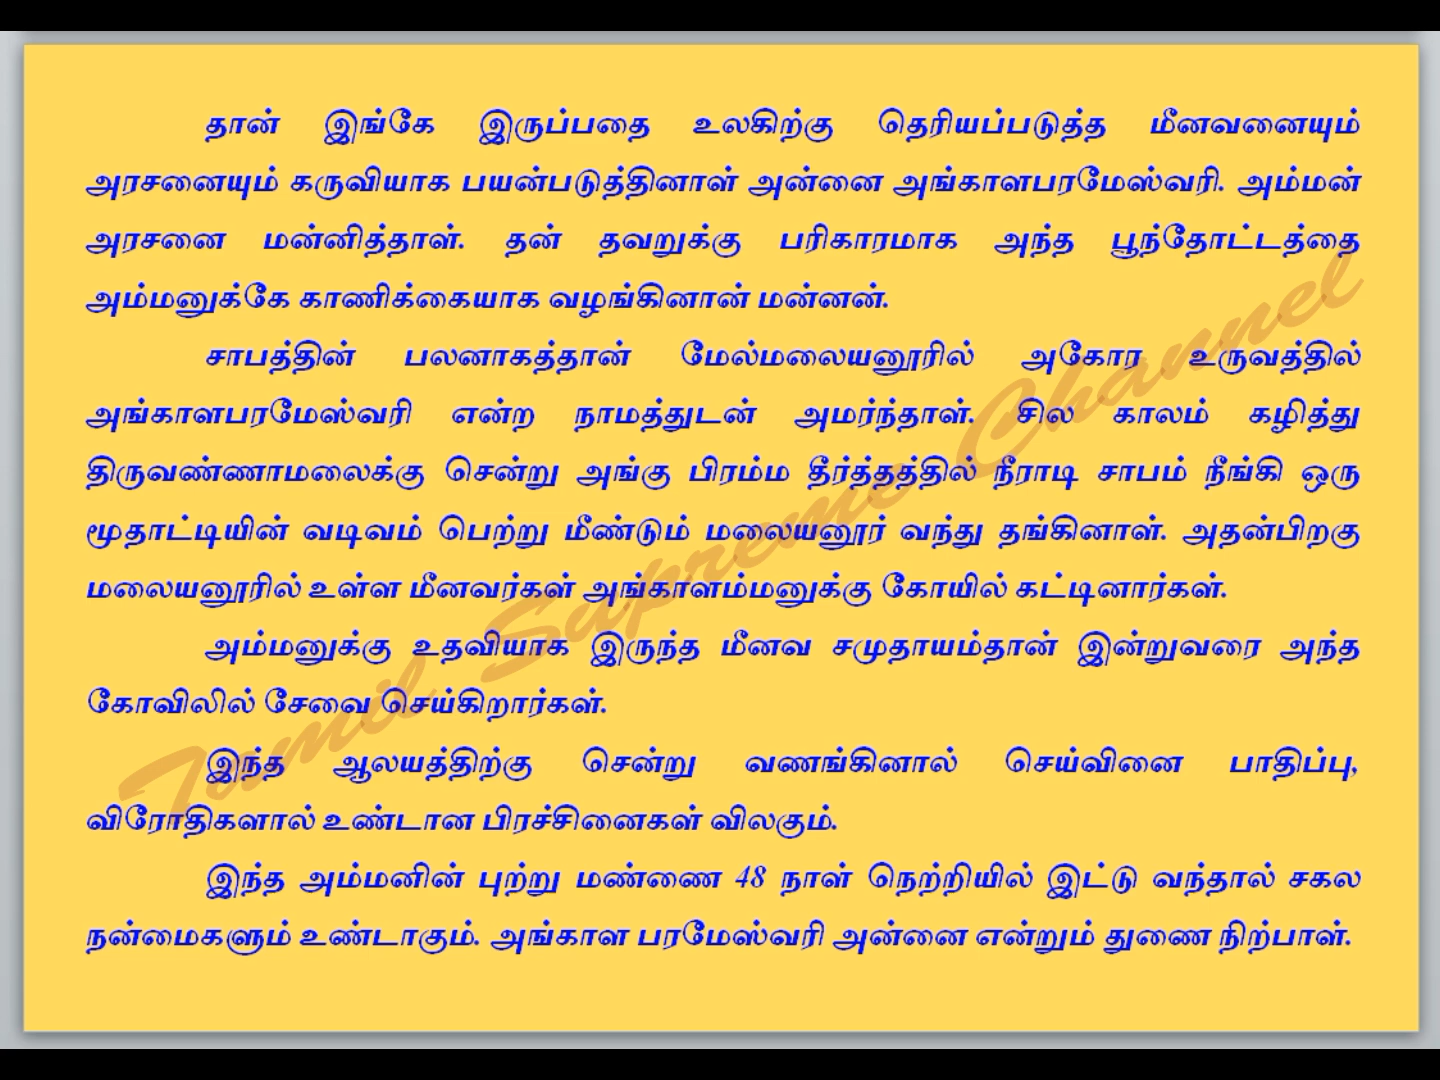 தான் இங்கே இருப்பதை உலகிற்கு தெரியப்படுத்த மீனவனையும்
அரசனையும் கருவியாக பயன்படுத்தினாள் அன்னை அங்காளபரமேஸ்வரி. அம்மன்
அரசனை மன்னித்தாள். தன் தவறுக்கு பரிகாரமாக அந்த பூந்தோட்டத்தை
அம்மனுக்கே காணிக்கையாக வழங்கினான் மன்னன்.
சாபத்தின் பலனாகத்தான் மேல்மலையனூரில் அகோர உருவத்தில்
அங்காளபரமேஸ்வரி என்ற நாமத்துடன் அமர்ந்தாள். சில காலம் கழித்து
திருவண்ணாமலைக்கு சென்று அங்கு பிரம்ம தீர்த்தத்தில் நீராடி சாபம் நீங்கி ஒரு
மூதாட்டியின் வடிவம் பெற்று மீண்டும் மலையனூர் வந்து தங்கினாள். அதன்பிறகு
மலையனூரில் உள்ள மீனவர்கள் அங்காளம்மனுக்கு கோயில் கட்டினார்கள்.
அம்மனுக்கு உதவியாக இருந்த மீனவ சமுதாயம்தான் இன்றுவரை அந்த
கோவிலில் சேவை செய்கிறார்கள்.
இந்த ஆலயத்திற்கு சென்று வணங்கினால் செய்வினை பாதிப்பு,
விரோதிகளால் உண்டான பிரச்சினைகள் விலகும்.
இந்த அம்மனின் புற்று மண்ணை 48 நாள் நெற்றியில் இட்டு வந்தால் சகல
நன்மைகளும் உண்டாகும். அங்காள பரமேஸ்வரி அன்னை என்றும் துணை நிற்பாள்.
Tamil Supreme Channel